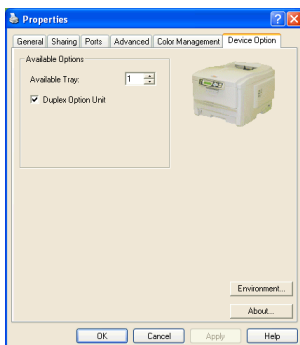 Properties
General Sharing Ports Advanced Color Management Device Option
Available Options
Available Tray: 1
Duplex Option Unit
Environment...
About...
OK Cancel Apply Help